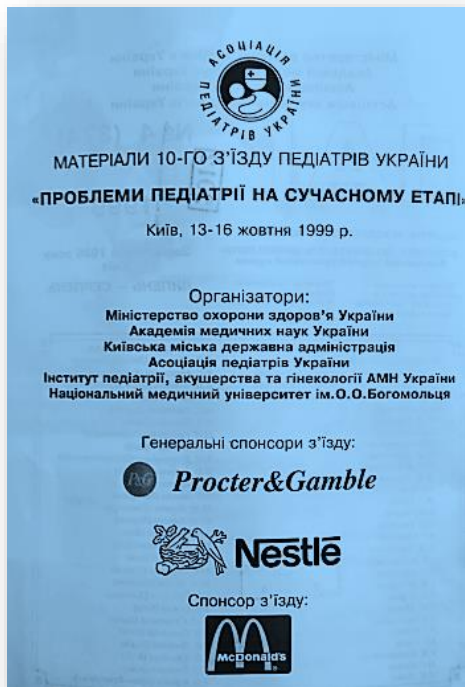 АСОЦІАЦІЯ
ПЕДІАТРІВ УКРАЇНИ
МАТЕРІАЛИ 10-ГО З'ЇЗДУ ПЕДІАТРІВ УКРАЇНИ
«ПРОБЛЕМИ ПЕДІАТРІЇ НА СУЧАСНОМУ ЕТАПІ»
Київ, 13-16 жовтня 1999 р.
Організатори:
Міністерство охорони здоров'я України
Академія медичних наук України
Київська міська державна адміністрація
Асоціація педіатрів України
Інститут педіатрії, акушерства та гінекології АМН України
Національний медичний університет ім.О.О.Богомольця
Генеральні спонсори з'їзду:
P&G Procter&Gamble
Nestlé
Спонсор з'їзду:
McDonald's